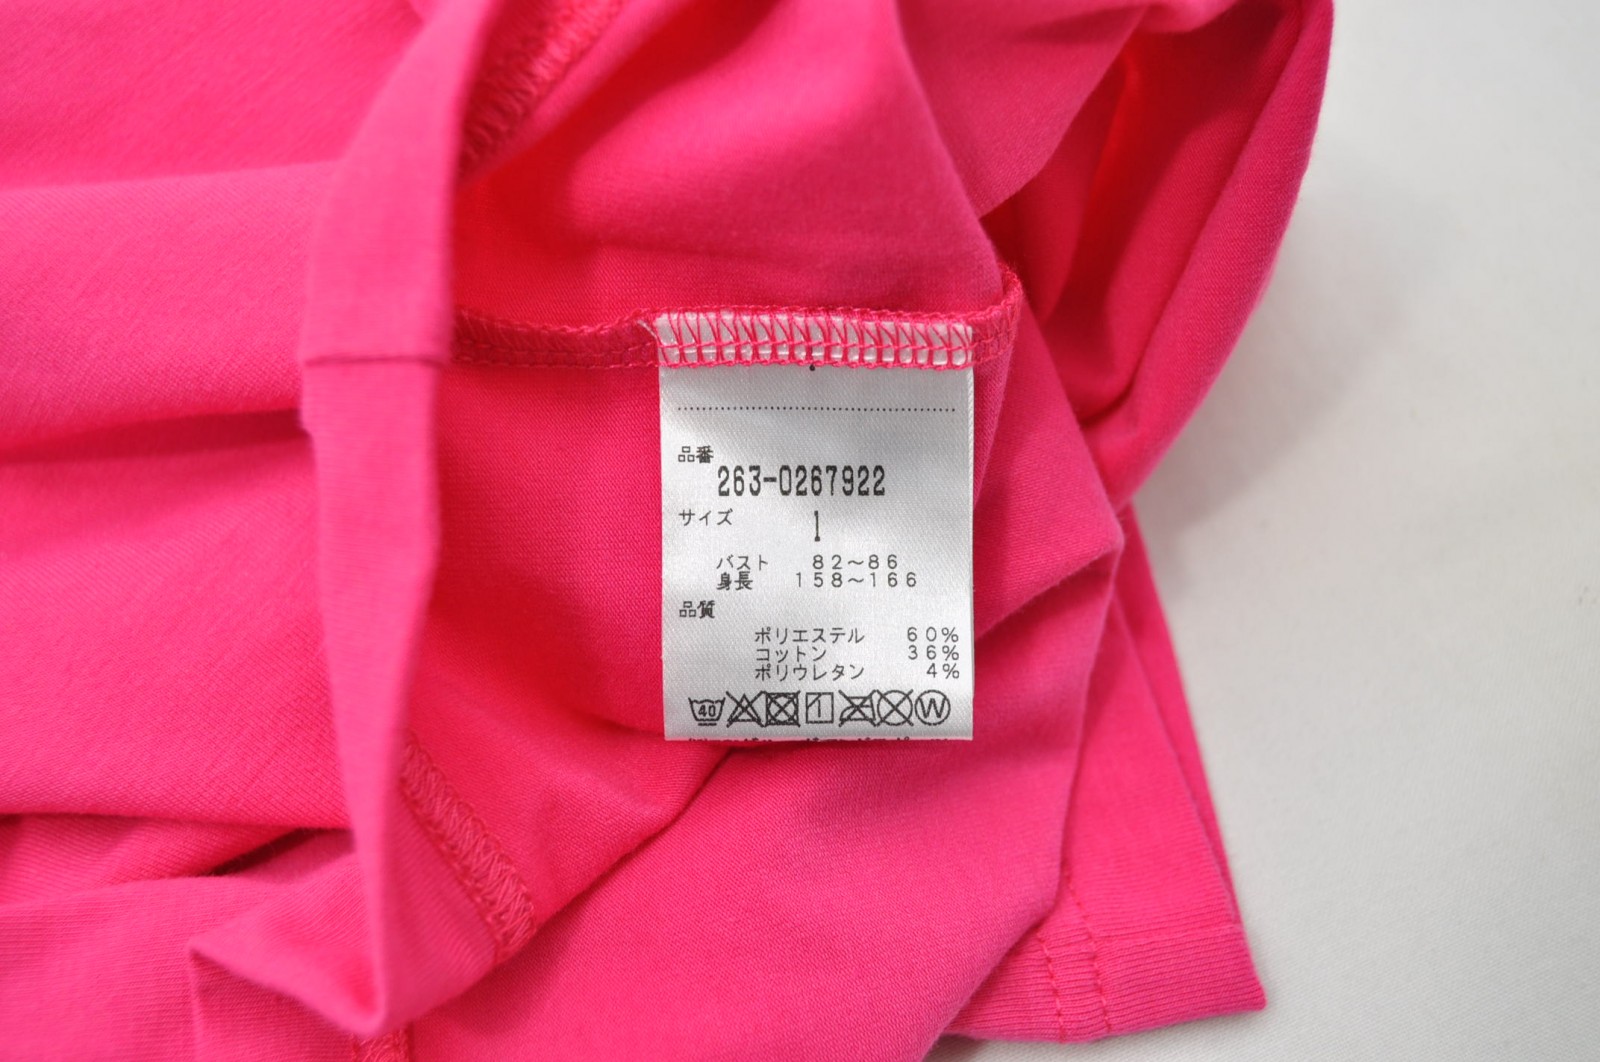 品番
263-0267922
サイズ 1
バスト 82～86
身長 158～166
品質
ポリエステル 60%
コットン 36%
ポリウレタン 4%
40 W